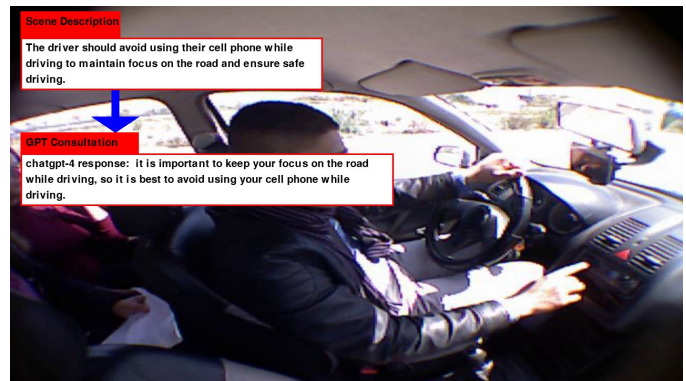 Scene Description
The driver should avoid using their cell phone while
driving to maintain focus on the road and ensure safe
driving.
GPT Consultation
chatgpt-4 response:  it is important to keep your focus on the road
while driving, so it is best to avoid using your cell phone while
driving.